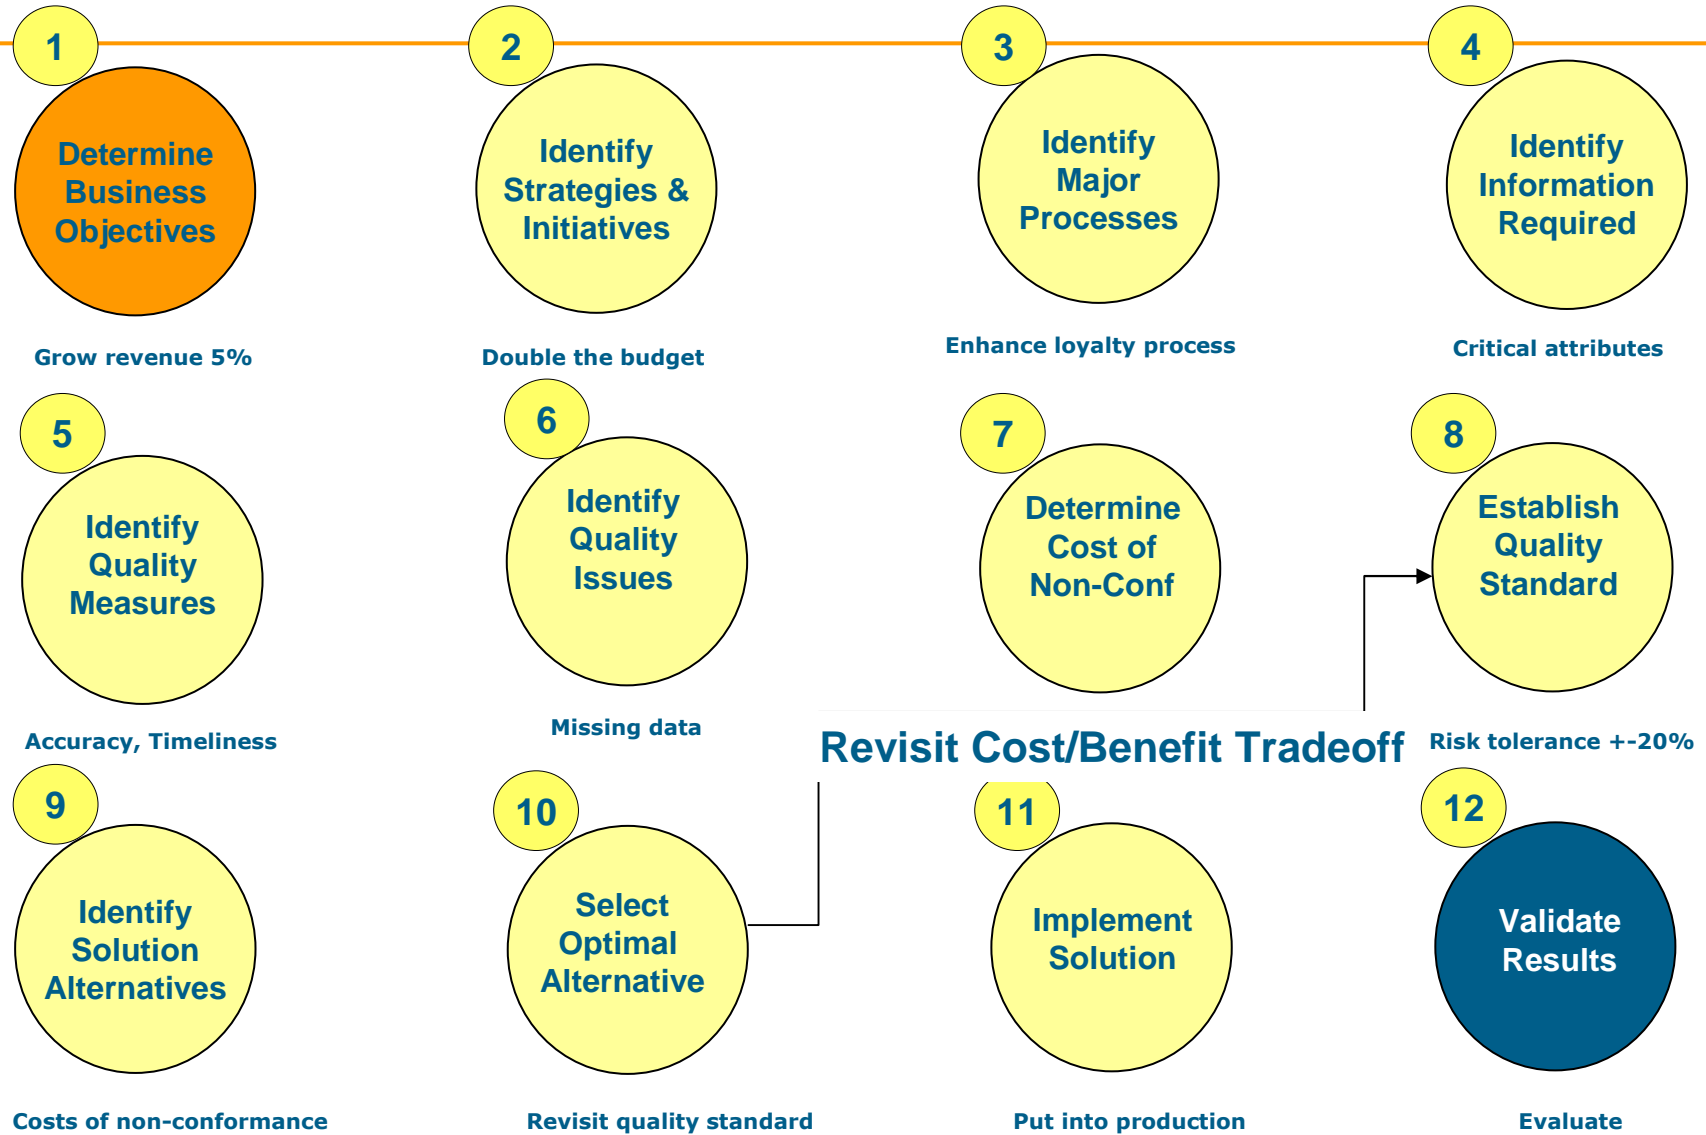 1
Determine
Business
Objectives
Grow revenue 5%
2
Identify
Strategies &
Initiatives
Double the budget
3
Identify
Major
Processes
Enhance loyalty process
4
Identify
Information
Required
Critical attributes
5
Identify
Quality
Measures
Accuracy, Timeliness
6
Identify
Quality
Issues
Missing data
7
Determine
Cost of
Non-Conf
8
Establish
Quality
Standard
Risk tolerance +-20%
Revisit Cost/Benefit Tradeoff
9
Identify
Solution
Alternatives
Costs of non-conformance
10
Select
Optimal
Alternative
Revisit quality standard
11
Implement
Solution
Put into production
12
Validate
Results
Evaluate